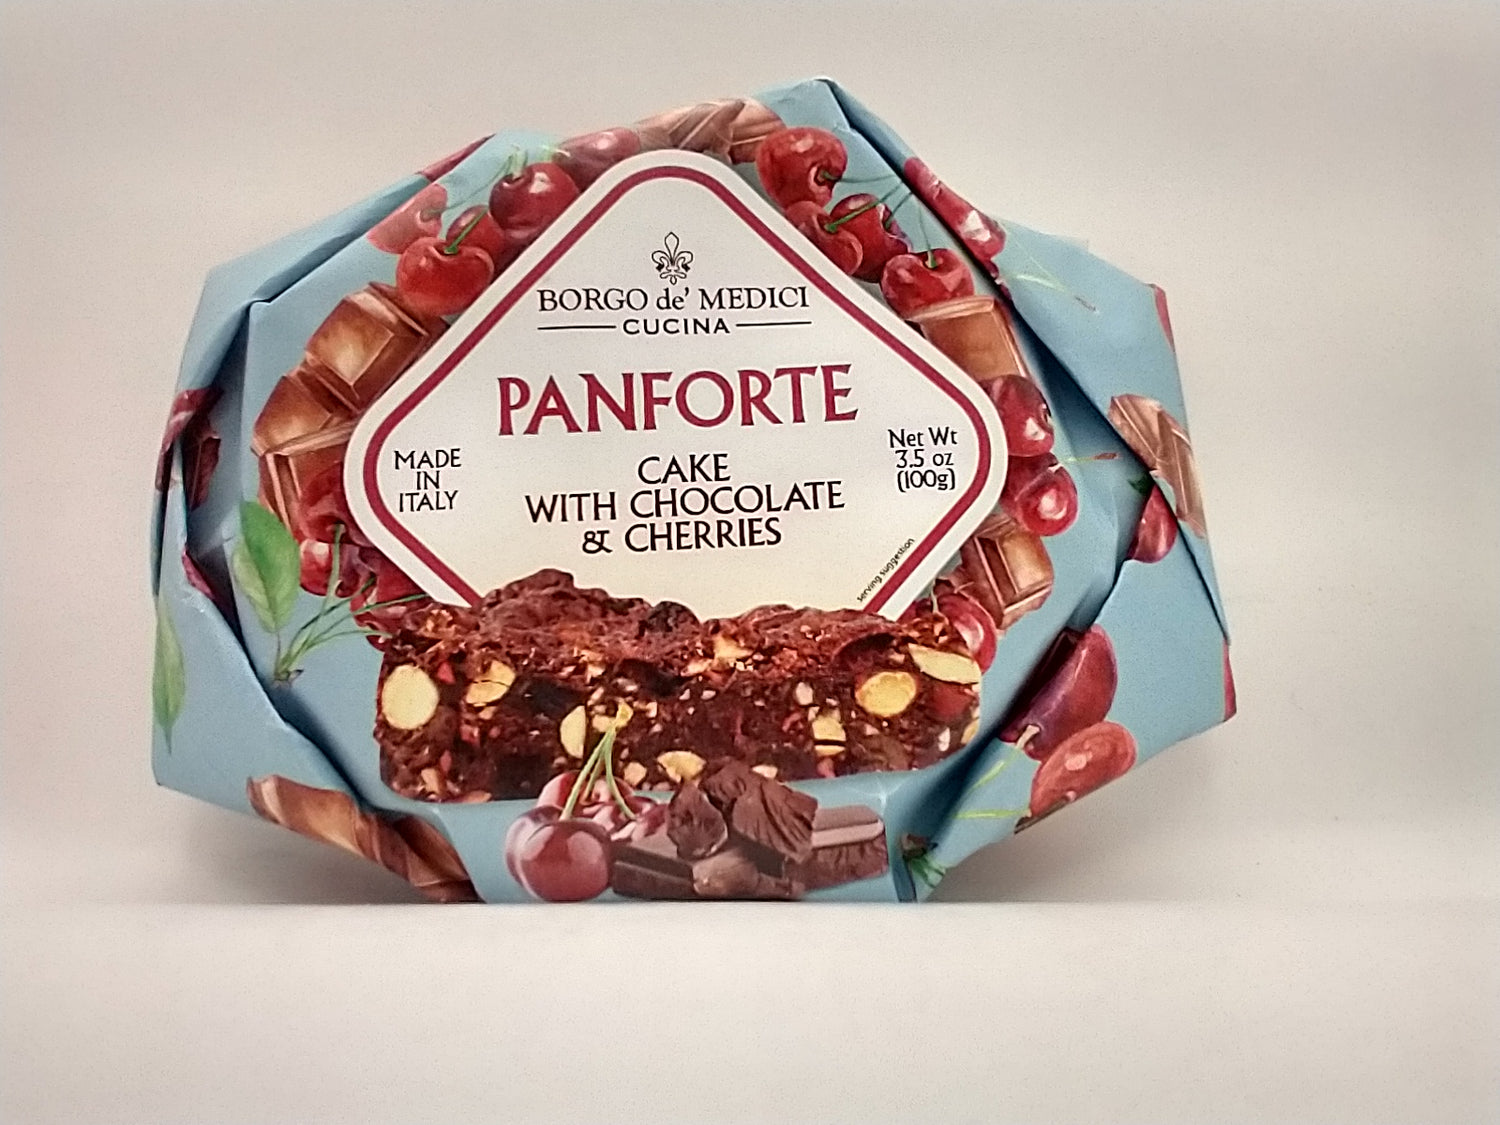 BORGO de' MEDICI
CUCINA
PANFORTE
MADE
IN
ITALY
CAKE
WITH CHOCOLATE
& CHERRIES
Net Wt
3.5 oz
(100g)
serving suggestion